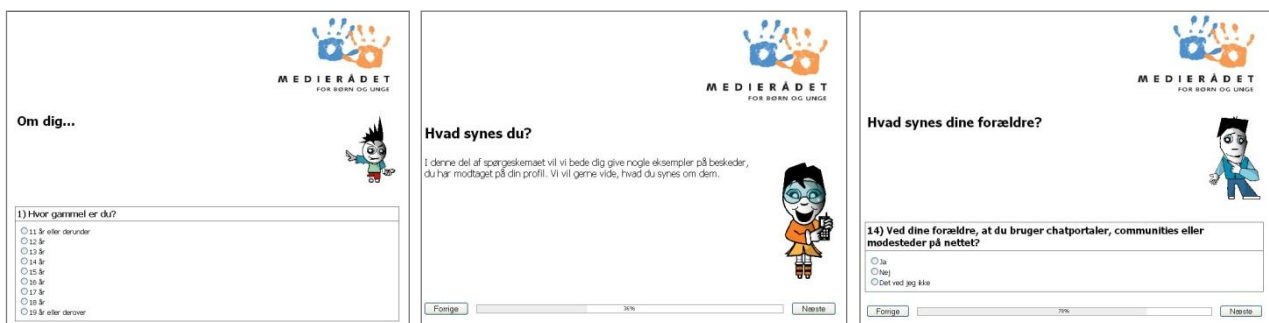 MEDIERÅDET
FOR BØRN OG UNGE
Om dig...
1) Hvor gammel er du?
11 år eller derunder
12 år
13 år
14 år
15 år
16 år
17 år
18 år
19 år eller derover
MEDIERÅDET
FOR BØRN OG UNGE
Hvad synes du?
I denne del af spørgeskemaet vil vi bede dig give nogle eksempler på beskeder,
du har modtaget på din profil. Vi vil gerne vide, hvad du synes om dem.
Forrige
36%
Næste
MEDIERÅDET
FOR BØRN OG UNGE
Hvad synes dine forældre?
14) Ved dine forældre, at du bruger chatportaler, communities eller
mødesteder på nettet?
Ja
Nej
Det ved jeg ikke
Forrige
79%
Næste